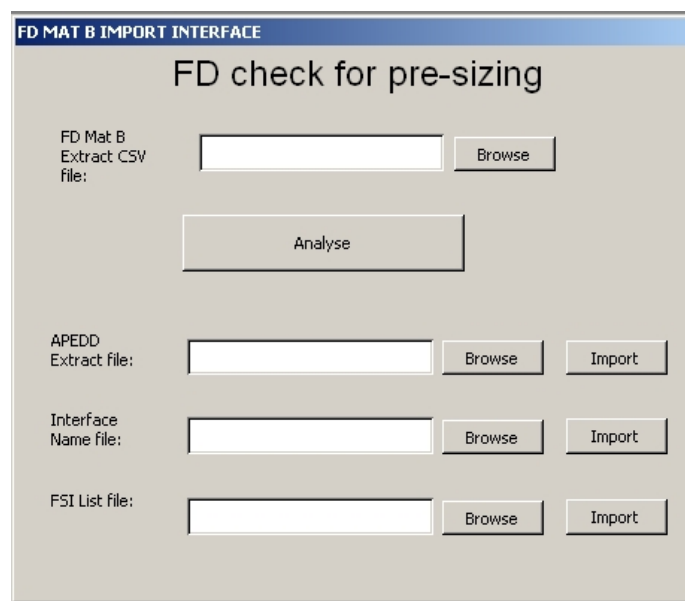 FD MAT B IMPORT INTERFACE
FD check for pre-sizing
FD Mat B
Extract CSV
file:
Browse
Analyse
APEDD
Extract file:
Browse
Import
Interface
Name file:
Browse
Import
FSI List file:
Browse
Import